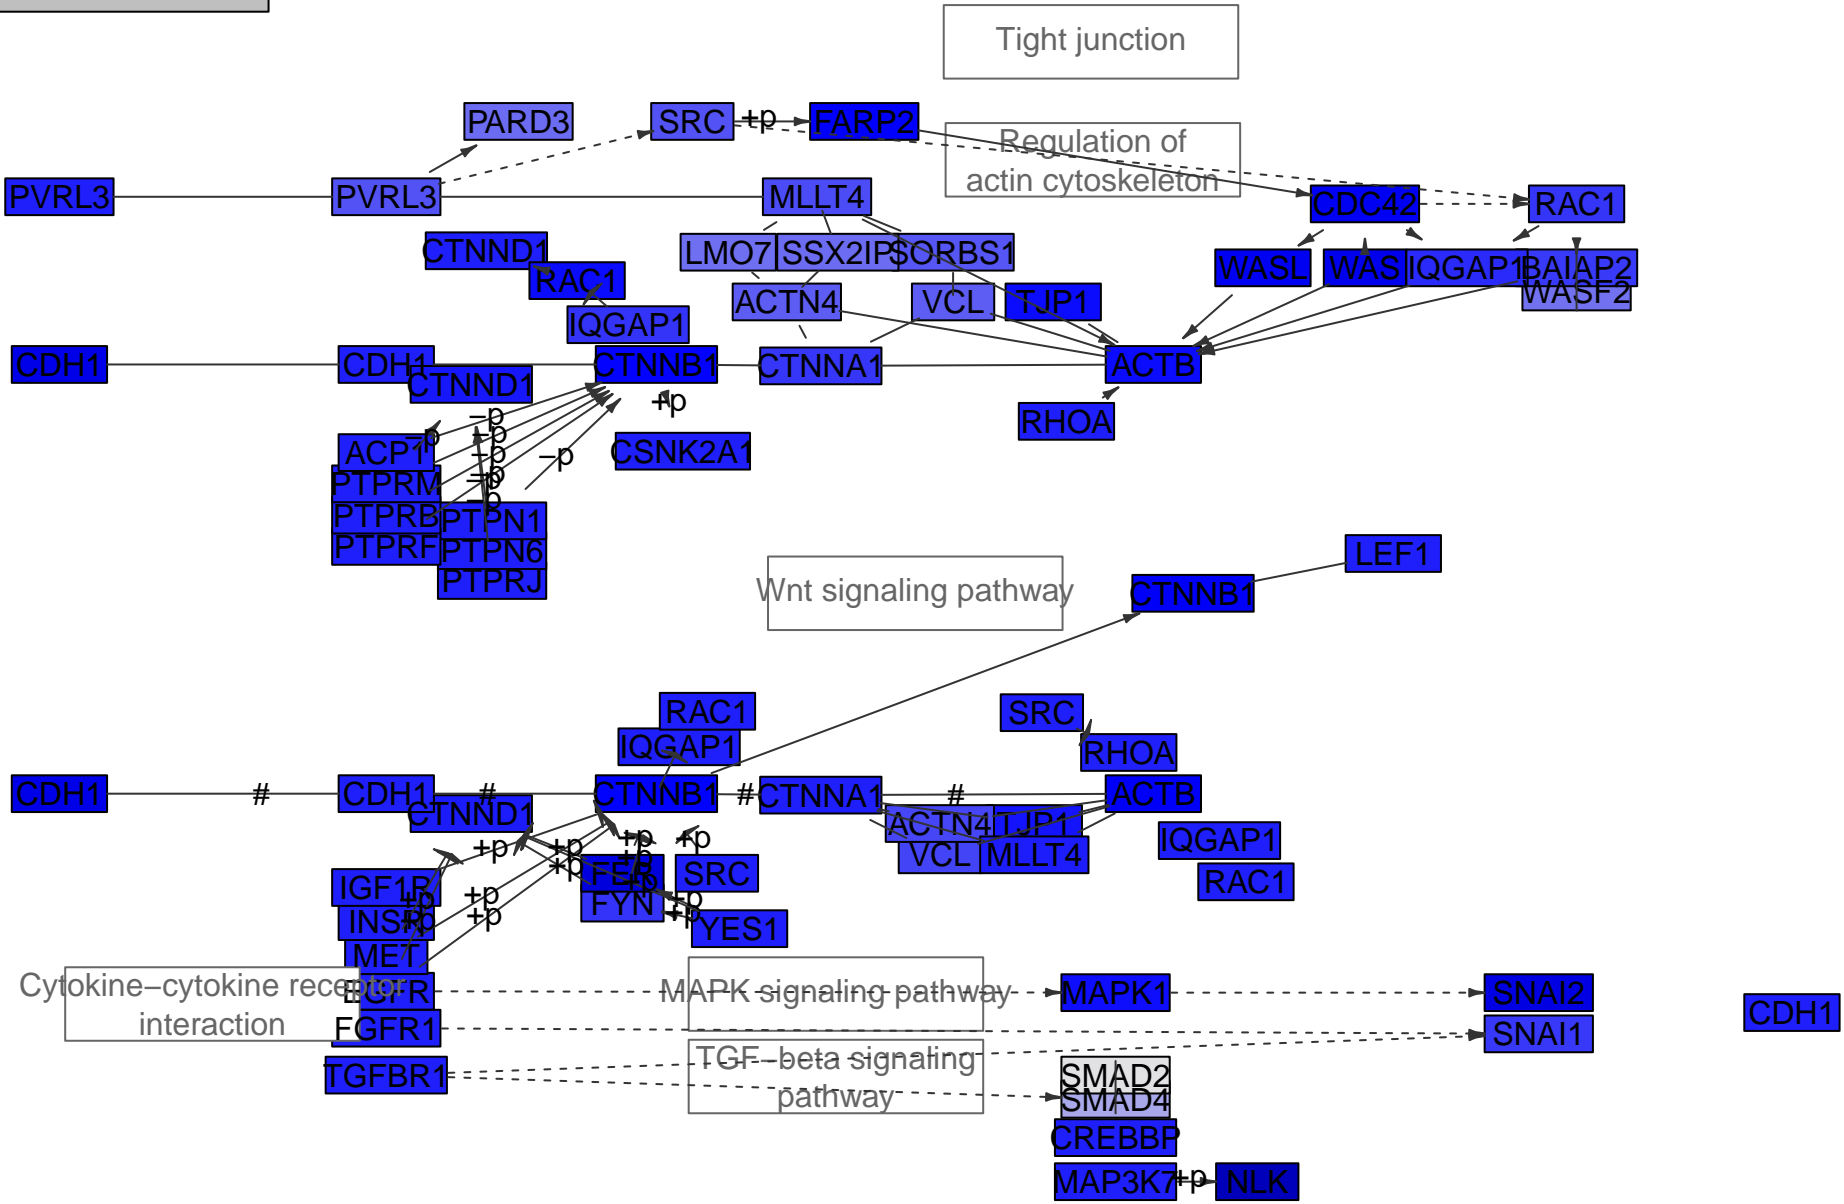 Tight junction
PARD3
SRC
+p
FARP2
Regulation of
actin cytoskeleton
PVRL3
PVRL3
MLLT4
CDC42
RAC1
CTNND1
LMO7
SSX2IP
SORBS1
WASL
WAS
IQGAP1
BAIAP2
RAC1
WASF2
ACTN4
VCL
TJP1
IQGAP1
CDH1
CDH1
CTNNB1
CTNNA1
ACTB
CTNND1
+p
–p
RHOA
–p
–p
ACP1
–p
–p
CSNK2A1
PTPRM
–p
–p
–p
PTPRB
PTPN1
PTPRF
PTPN6
PTPRJ
LEF1
Wnt signaling pathway
CTNNB1
RAC1
SRC
IQGAP1
RHOA
CDH1
#
CDH1
#
CTNNB1
#
CTNNA1
#
ACTB
CTNND1
ACTN4
TJP1
+p
+p
+p
+p
IQGAP1
VCL
MLLT4
+p
+p
FER
+p
SRC
RAC1
IGF1R
+p
+p
FYN
+p
INSR
+p
+p
+p
YES1
MET
Cytokine–cytokine receptor
interaction
EGFR
MAPK signaling pathway
MAPK1
SNAI2
CDH1
FGFR1
SNAI1
TGF–beta signaling
pathway
TGFBR1
SMAD2
SMAD4
CREBBP
MAP3K7
+p
NLK